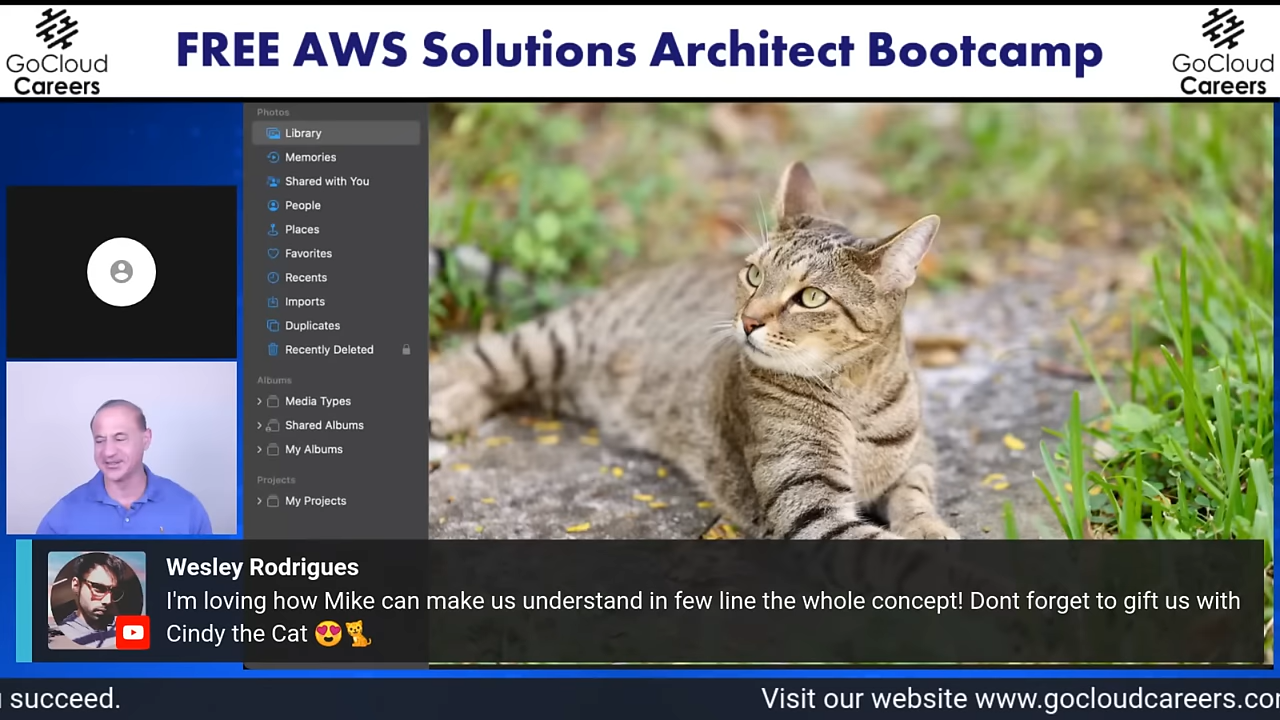 GoCloud
Careers
FREE AWS Solutions Architect Bootcamp
GoCloud
Careers
Photos
Library
Memories
Shared with You
People
Places
Favorites
Recents
Imports
Duplicates
Recently Deleted
Albums
Media Types
Shared Albums
My Albums
Projects
My Projects
Wesley Rodrigues
I'm loving how Mike can make us understand in few line the whole concept! Dont forget to gift us with
Cindy the Cat 😍🐈
succeed.
Visit our website www.gocloudcareers.co